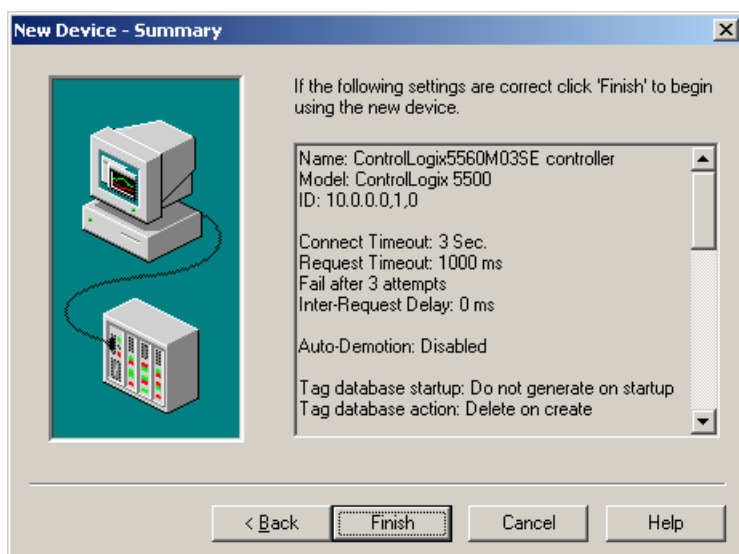 New Device - Summary
If the following settings are correct click 'Finish' to begin
using the new device.
Name: ControlLogix5560M03SE controller
Model: ControlLogix 5500
ID: 10.0.0.0,1,0
Connect Timeout: 3 Sec.
Request Timeout: 1000 ms
Fail after 3 attempts
Inter-Request Delay: 0 ms
Auto-Demotion: Disabled
Tag database startup: Do not generate on startup
Tag database action: Delete on create
< Back
Finish
Cancel
Help